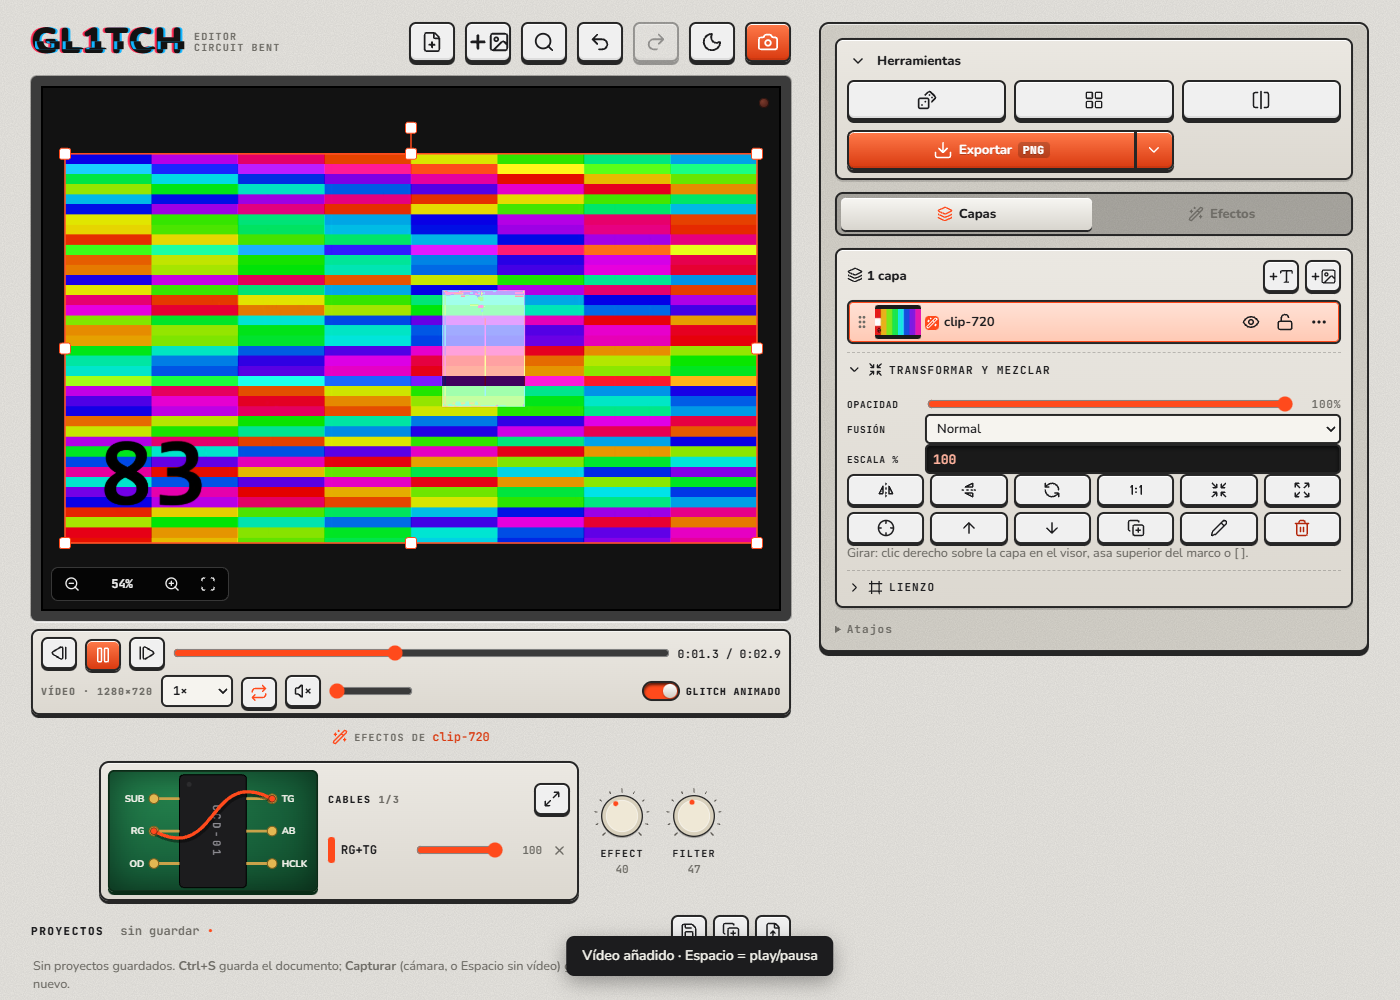 GL1TCH
EDITOR
CIRCUIT BENT
Herramientas
Exportar PNG
Capas
Efectos
1 capa
+T
clip-720
TRANSFORMAR Y MEZCLAR
OPACIDAD 100%
FUSIÓN Normal
ESCALA % 100
1:1
Girar: clic derecho sobre la capa en el visor, asa superior del marco o [ ].
LIENZO
Atajos
83
54%
0:01.3 / 0:02.9
VÍDEO · 1280×720
1×
GLITCH ANIMADO
EFECTOS DE clip-720
SUB
RG
OD
TG
AB
HCLK
CABLES 1/3
RG+TG 100
EFFECT
40
FILTER
47
PROYECTOS sin guardar
Sin proyectos guardados. Ctrl+S guarda el documento; Capturar (cámara, o Espacio sin vídeo)
nuevo.
Vídeo añadido · Espacio = play/pausa